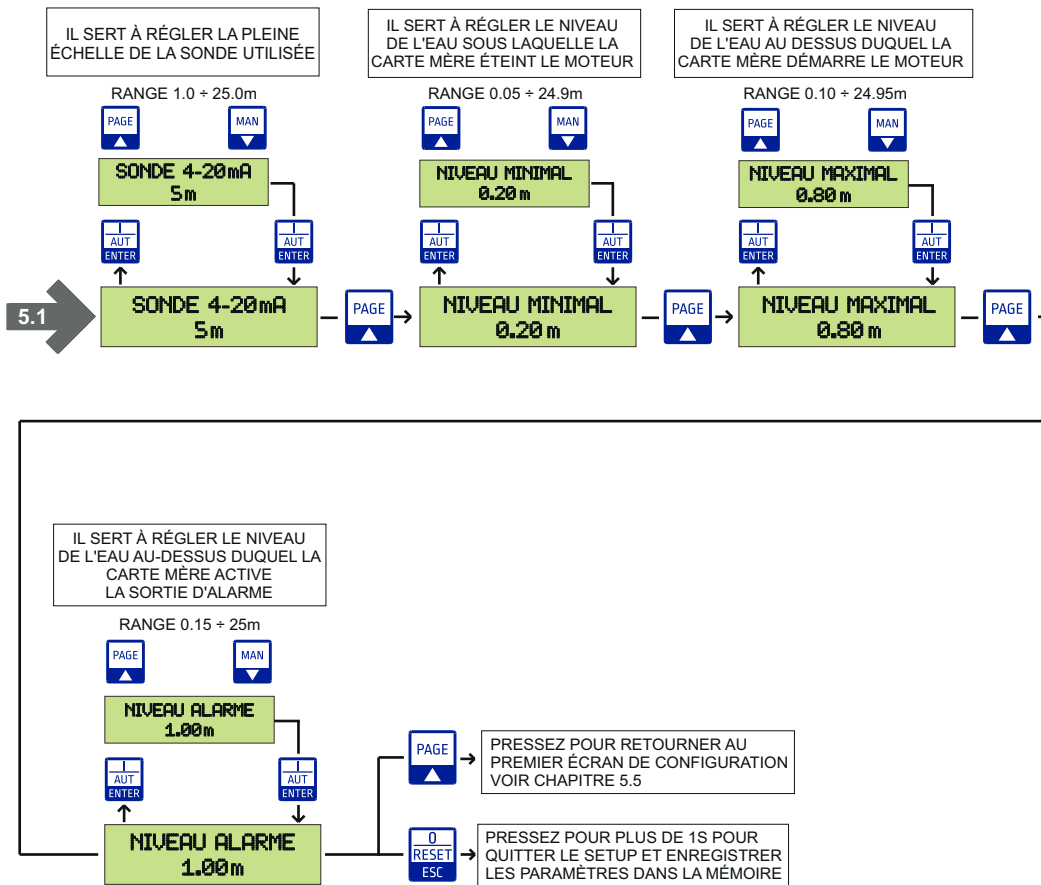 IL SERT À RÉGLER LA PLEINE
ÉCHELLE DE LA SONDE UTILISÉE
RANGE 1.0 ÷ 25.0m
PAGE
MAN
SONDE 4-20mA
5m
AUT
ENTER
AUT
ENTER
5.1
SONDE 4-20mA
5m
PAGE
IL SERT À RÉGLER LE NIVEAU
DE L'EAU SOUS LAQUELLE LA
CARTE MÈRE ÉTEINT LE MOTEUR
RANGE 0.05 ÷ 24.9m
PAGE
MAN
NIVEAU MINIMAL
0.20 m
I
AUT
ENTER
I
AUT
ENTER
NIVEAU MINIMAL
0.20 m
PAGE
IL SERT À RÉGLER LE NIVEAU
DE L'EAU AU DESSUS DUQUEL LA
CARTE MÈRE DÉMARRE LE MOTEUR
RANGE 0.10 ÷ 24.95m
PAGE
MAN
NIVEAU MAXIMAL
0.80 m
I
AUT
ENTER
I
AUT
ENTER
NIVEAU MAXIMAL
0.80 m
PAGE
IL SERT À RÉGLER LE NIVEAU
DE L'EAU AU-DESSUS DUQUEL LA
CARTE MÈRE ACTIVE
LA SORTIE D'ALARME
RANGE 0.15 ÷ 25m
PAGE
MAN
NIVEAU ALARME
1.00m
I
AUT
ENTER
I
AUT
ENTER
NIVEAU ALARME
1.00m
PAGE
PRESSEZ POUR RETOURNER AU
PREMIER ÉCRAN DE CONFIGURATION
VOIR CHAPITRE 5.5
0
RESET
ESC
PRESSEZ POUR PLUS DE 1S POUR
QUITTER LE SETUP ET ENREGISTRER
LES PARAMÈTRES DANS LA MÉMOIRE